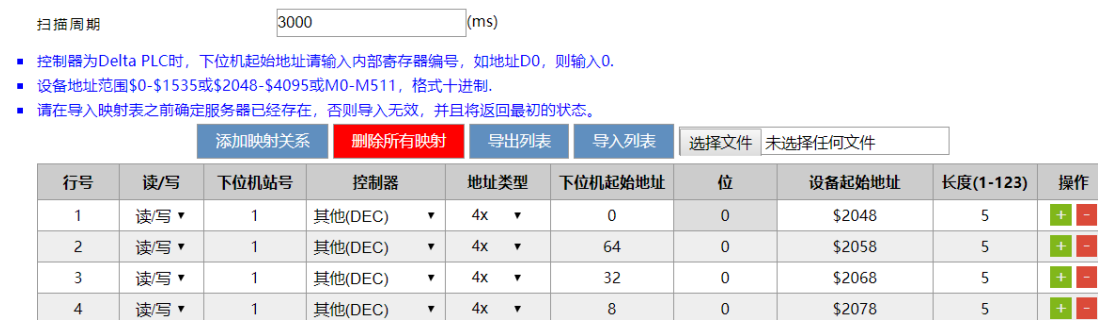 扫描周期 3000 (ms)
控制器为Delta PLC时，下位机起始地址请输入内部寄存器编号，如地址D0，则输入0.
设备地址范围$0-$1535或$2048-$4095或M0-M511，格式十进制.
请在导入映射表之前确定服务器已经存在，否则导入无效，并且将返回最初的状态。
添加映射关系 删除所有映射 导出列表 导入列表 选择文件 未选择任何文件
行号 读/写 下位机站号 控制器 地址类型 下位机起始地址 位 设备起始地址 长度(1-123) 操作
1 读/写 ▼ 1 其他(DEC) ▼ 4x ▼ 0 0 $2048 5 + -
2 读/写 ▼ 1 其他(DEC) ▼ 4x ▼ 64 0 $2058 5 + -
3 读/写 ▼ 1 其他(DEC) ▼ 4x ▼ 32 0 $2068 5 + -
4 读/写 ▼ 1 其他(DEC) ▼ 4x ▼ 8 0 $2078 5 + -